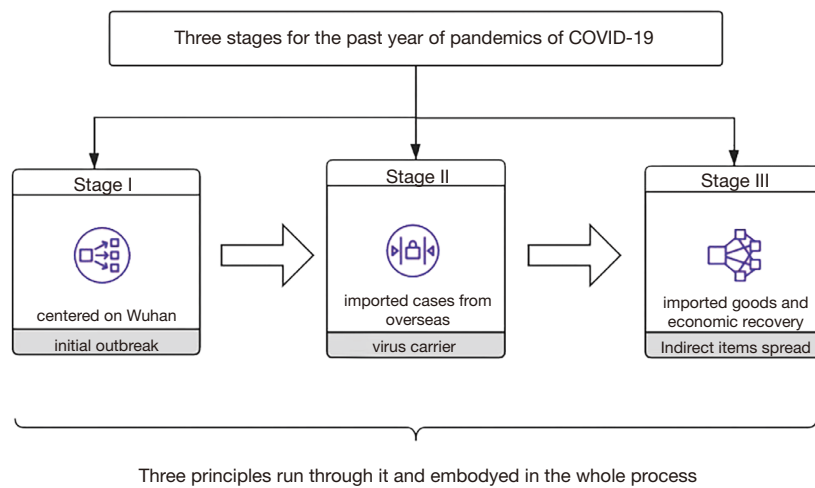 Three stages for the past year of pandemics of COVID-19
Stage I
centered on Wuhan
initial outbreak
Stage II
imported cases from
overseas
virus carrier
Stage III
imported goods and
economic recovery
Indirect items spread
Three principles run through it and embodyed in the whole process